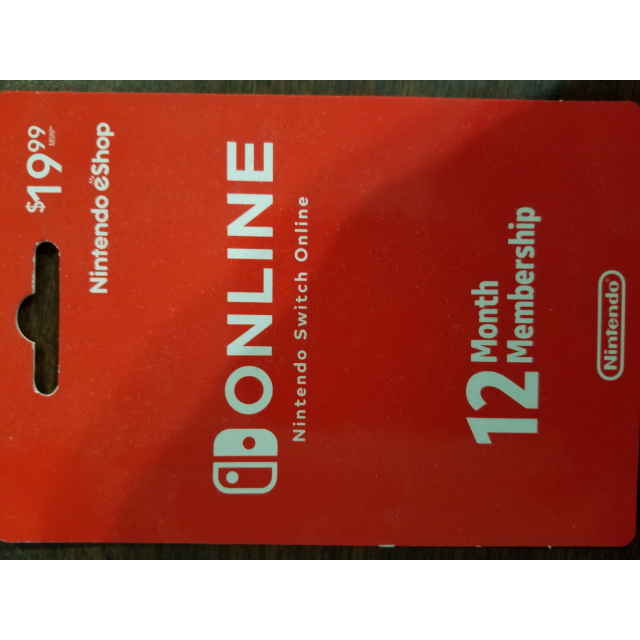 $19.99
MSRP*
Nintendo eShop
ONLINE
Nintendo Switch Online
12 Month
Membership
Nintendo®